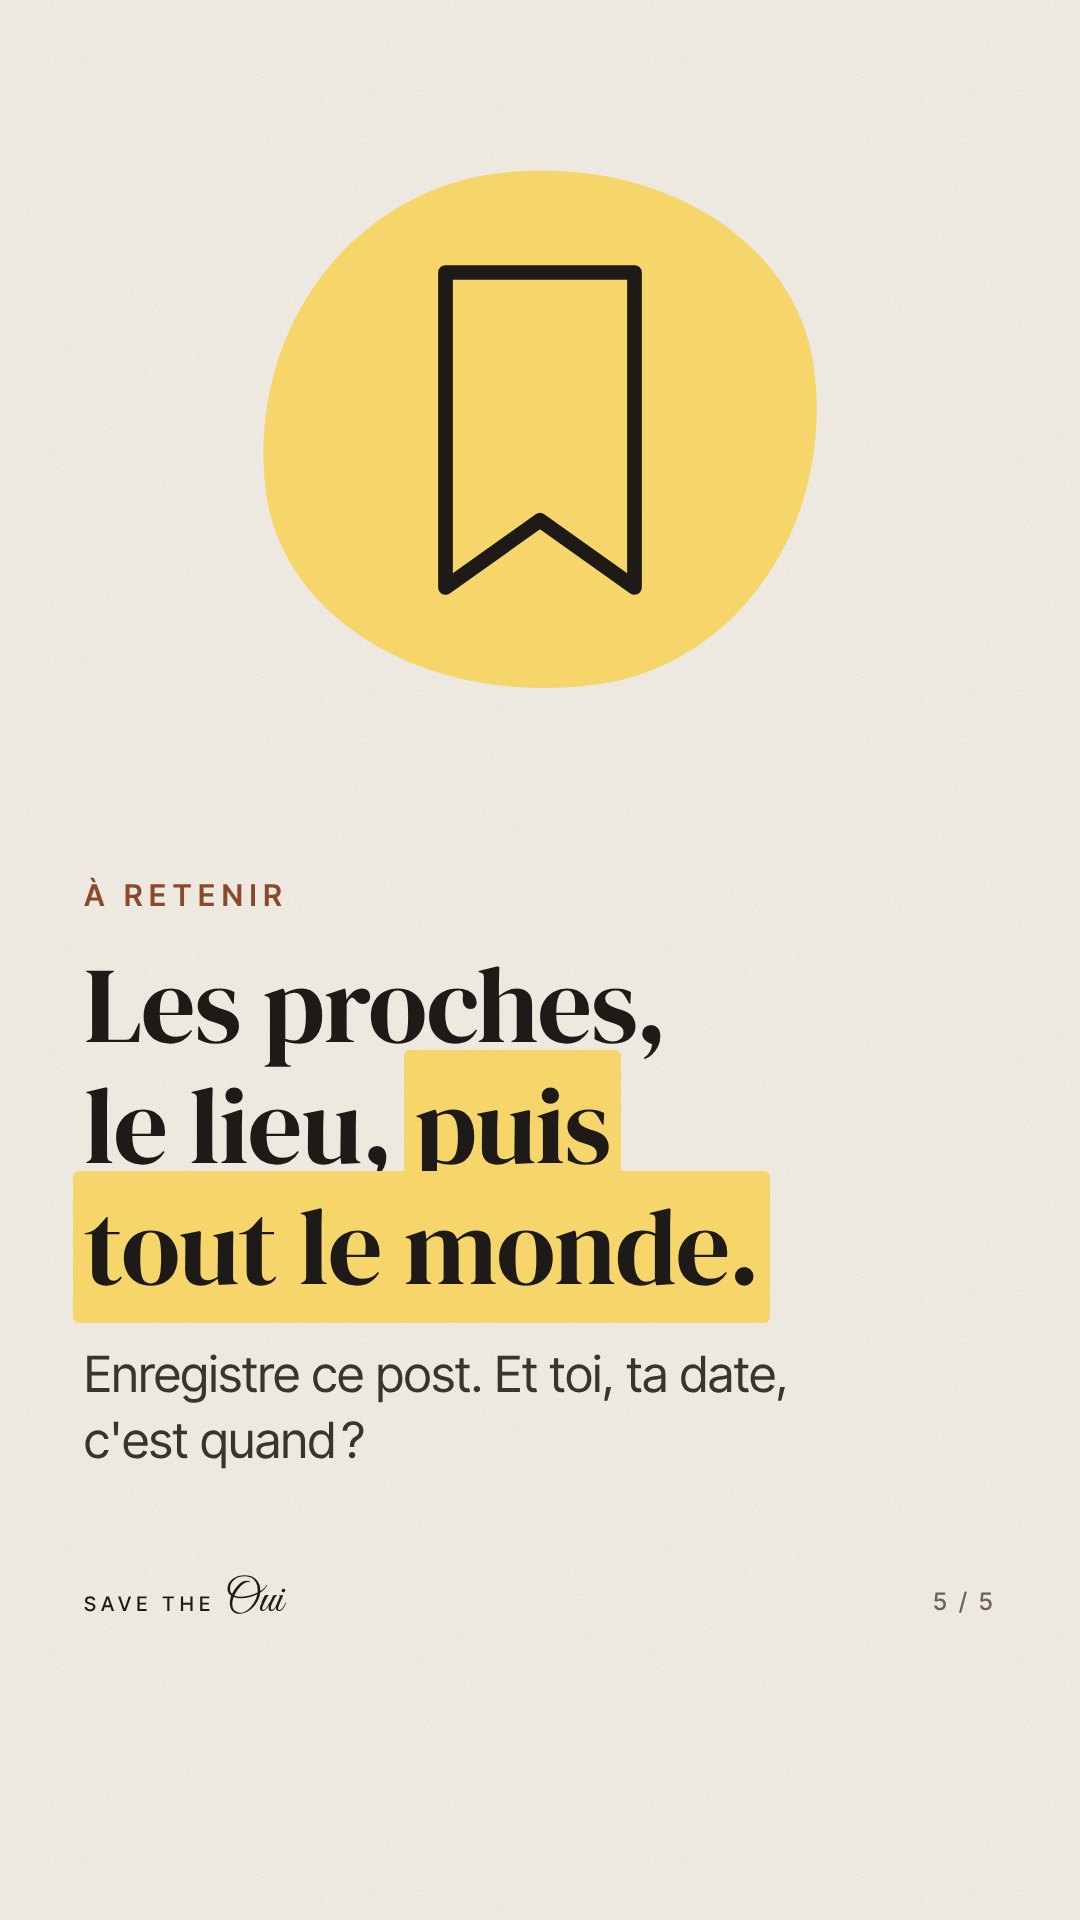 À RETENIR
Les proches,
le lieu, puis
tout le monde.
Enregistre ce post. Et toi, ta date,
c'est quand ?
SAVE THE Oui
5 / 5